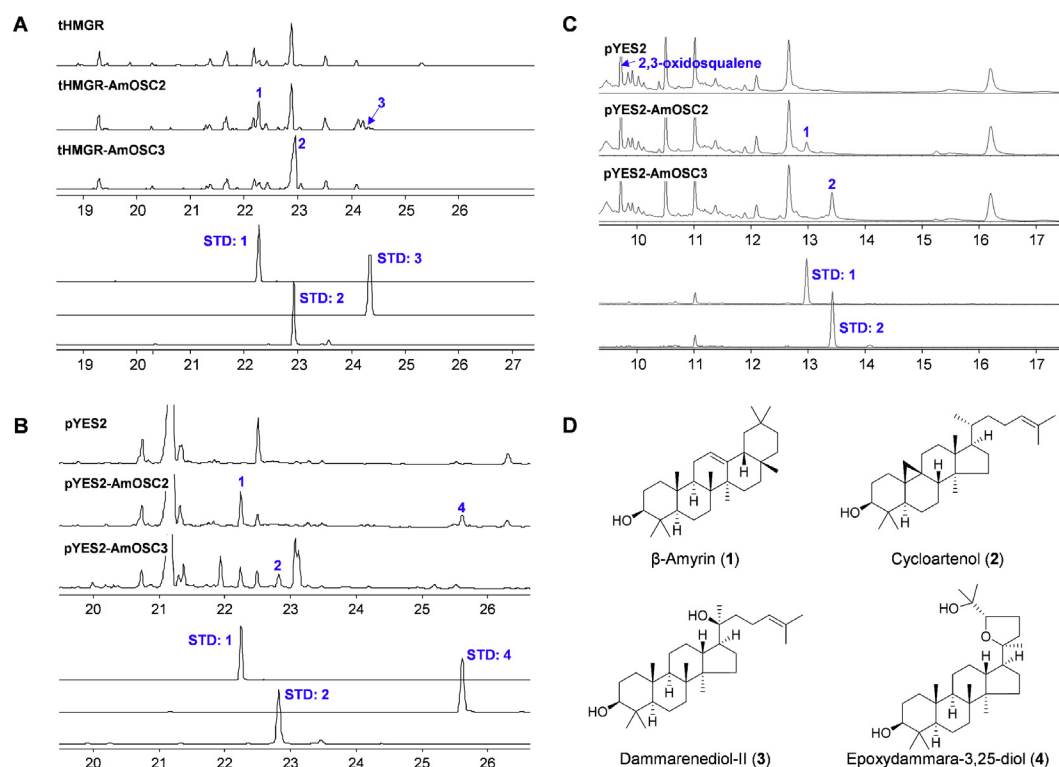 A
tHMGR
tHMGR-AmOSC2
1
3
tHMGR-AmOSC3
2
19 20 21 22 23 24 25 26
STD: 1
STD: 3
STD: 2
19 20 21 22 23 24 25 26 27
B
pYES2
pYES2-AmOSC2
1
4
pYES2-AmOSC3
2
20 21 22 23 24 25 26
STD: 1
STD: 4
STD: 2
20 21 22 23 24 25 26
C
pYES2
2,3-oxidosqualene
pYES2-AmOSC2
1
pYES2-AmOSC3
2
10 11 12 13 14 15 16 17
STD: 1
STD: 2
10 11 12 13 14 15 16 17
D
H
H
HO
β-Amyrin (1)
H
H
HO
Cycloartenol (2)
HO
H
H
H
HO
H
Dammarenediol-II (3)
HO
O
H
H
H
HO
H
Epoxydammara-3,25-diol (4)